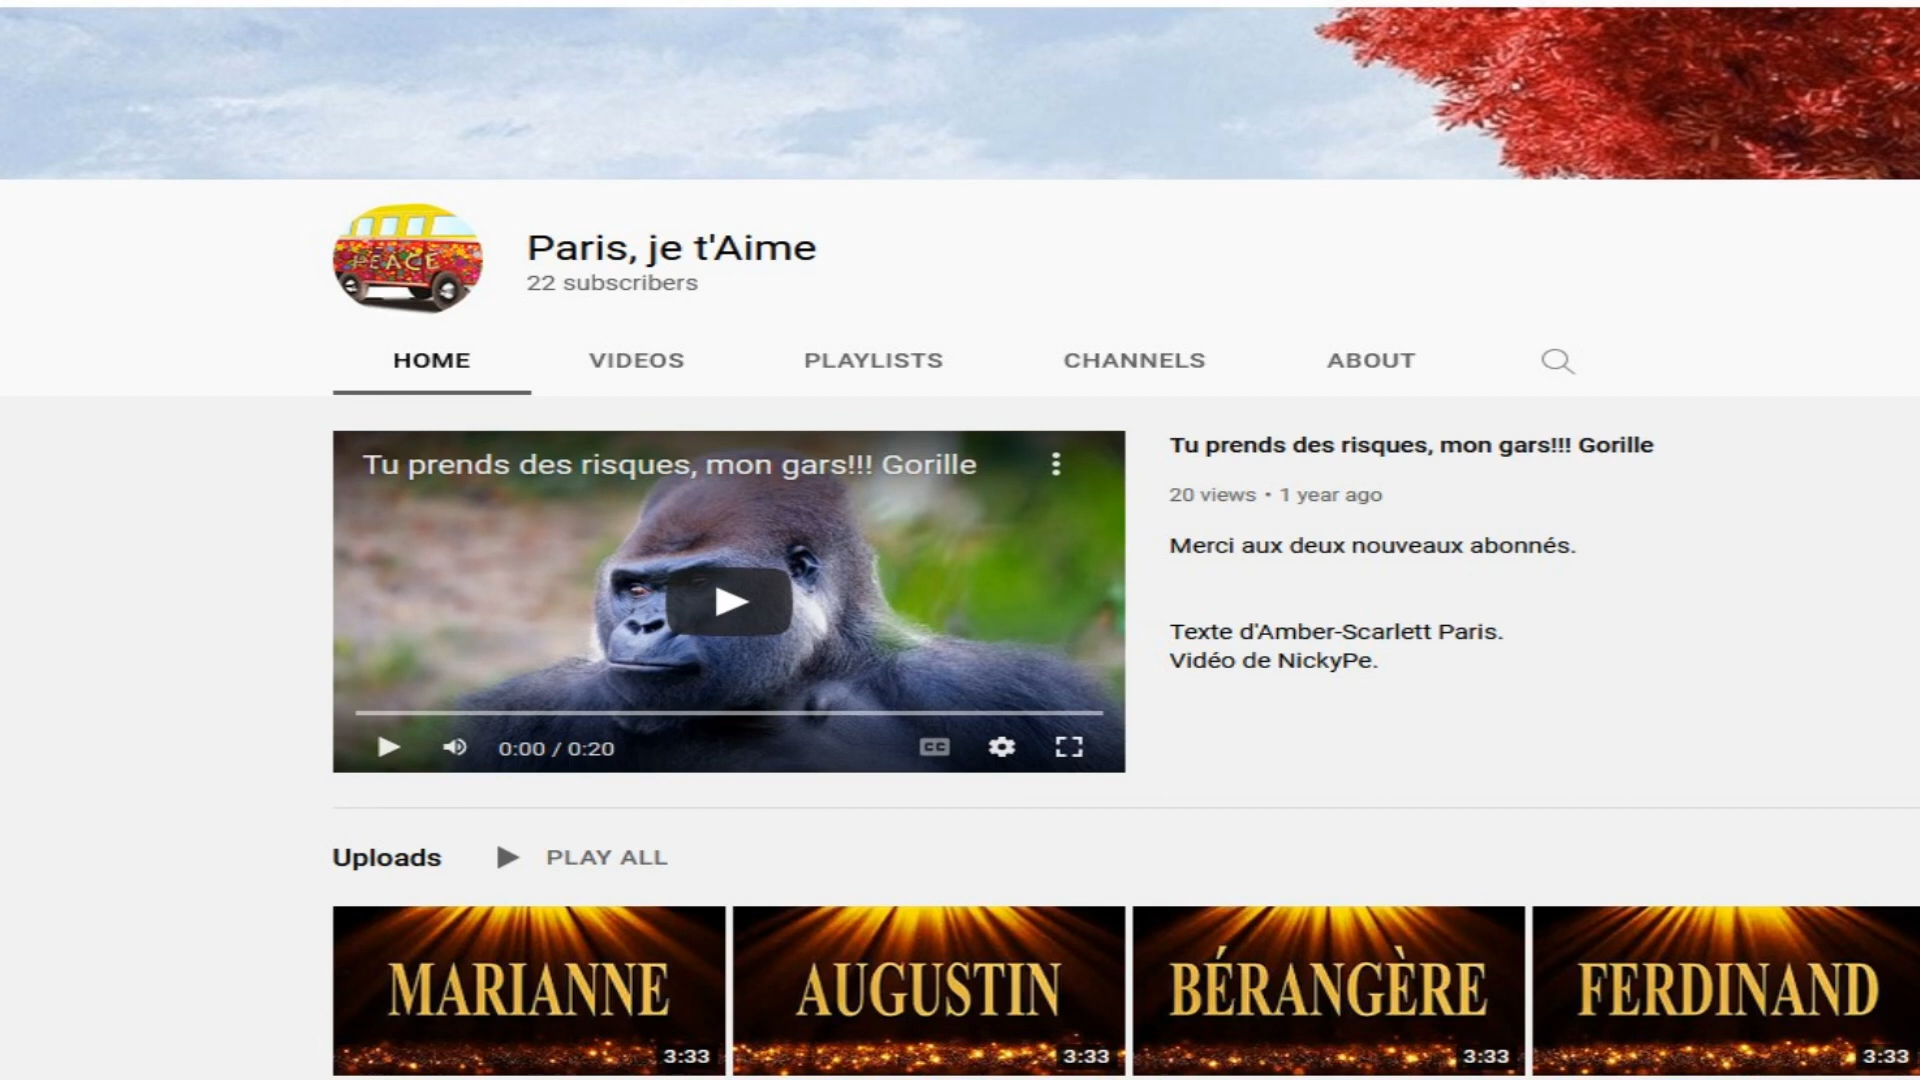 PEACE
Paris, je t'Aime
22 subscribers
HOME VIDEOS PLAYLISTS CHANNELS ABOUT
Tu prends des risques, mon gars!!! Gorille
0:00 / 0:20
CC
Tu prends des risques, mon gars!!! Gorille
20 views • 1 year ago
Merci aux deux nouveaux abonnés.
Texte d'Amber-Scarlett Paris.
Vidéo de NickyPe.
Uploads PLAY ALL
MARIANNE
3:33
AUGUSTIN
3:33
BÉRANGÈRE
3:33
FERDINAND
3:33